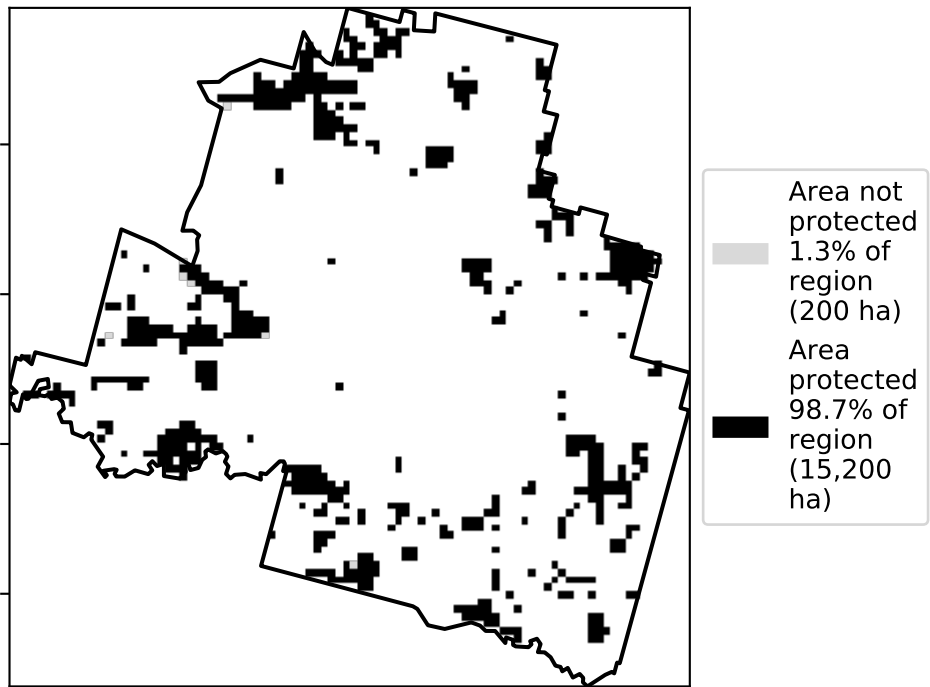 Area not
protected
1.3% of
region
(200 ha)
Area
protected
98.7% of
region
(15,200
ha)